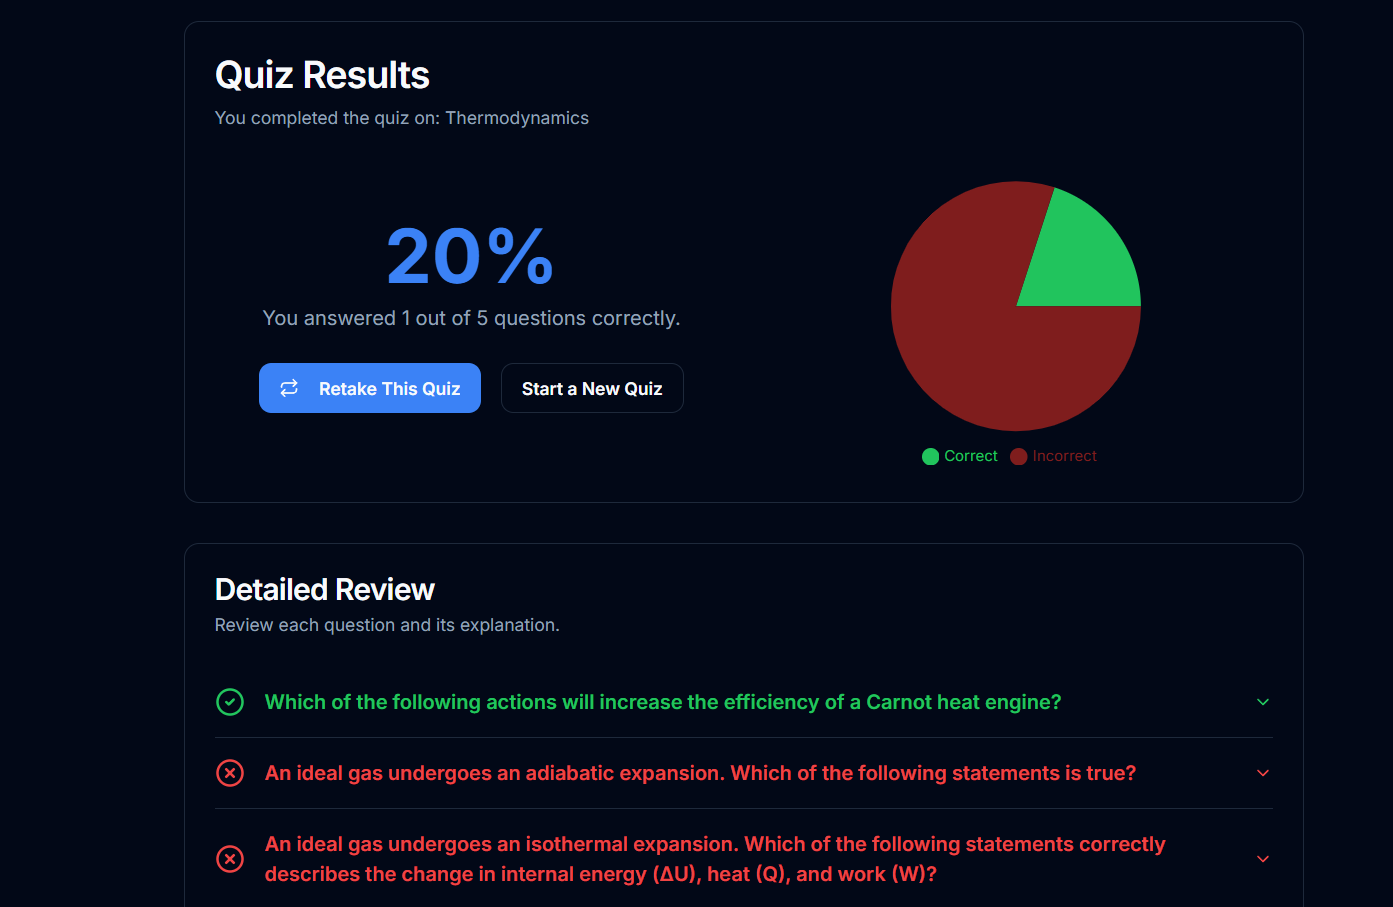 Quiz Results
You completed the quiz on: Thermodynamics
20%
You answered 1 out of 5 questions correctly.
Retake This Quiz
Start a New Quiz
Correct
Incorrect
Detailed Review
Review each question and its explanation.
Which of the following actions will increase the efficiency of a Carnot heat engine?
An ideal gas undergoes an adiabatic expansion. Which of the following statements is true?
An ideal gas undergoes an isothermal expansion. Which of the following statements correctly
describes the change in internal energy (ΔU), heat (Q), and work (W)?